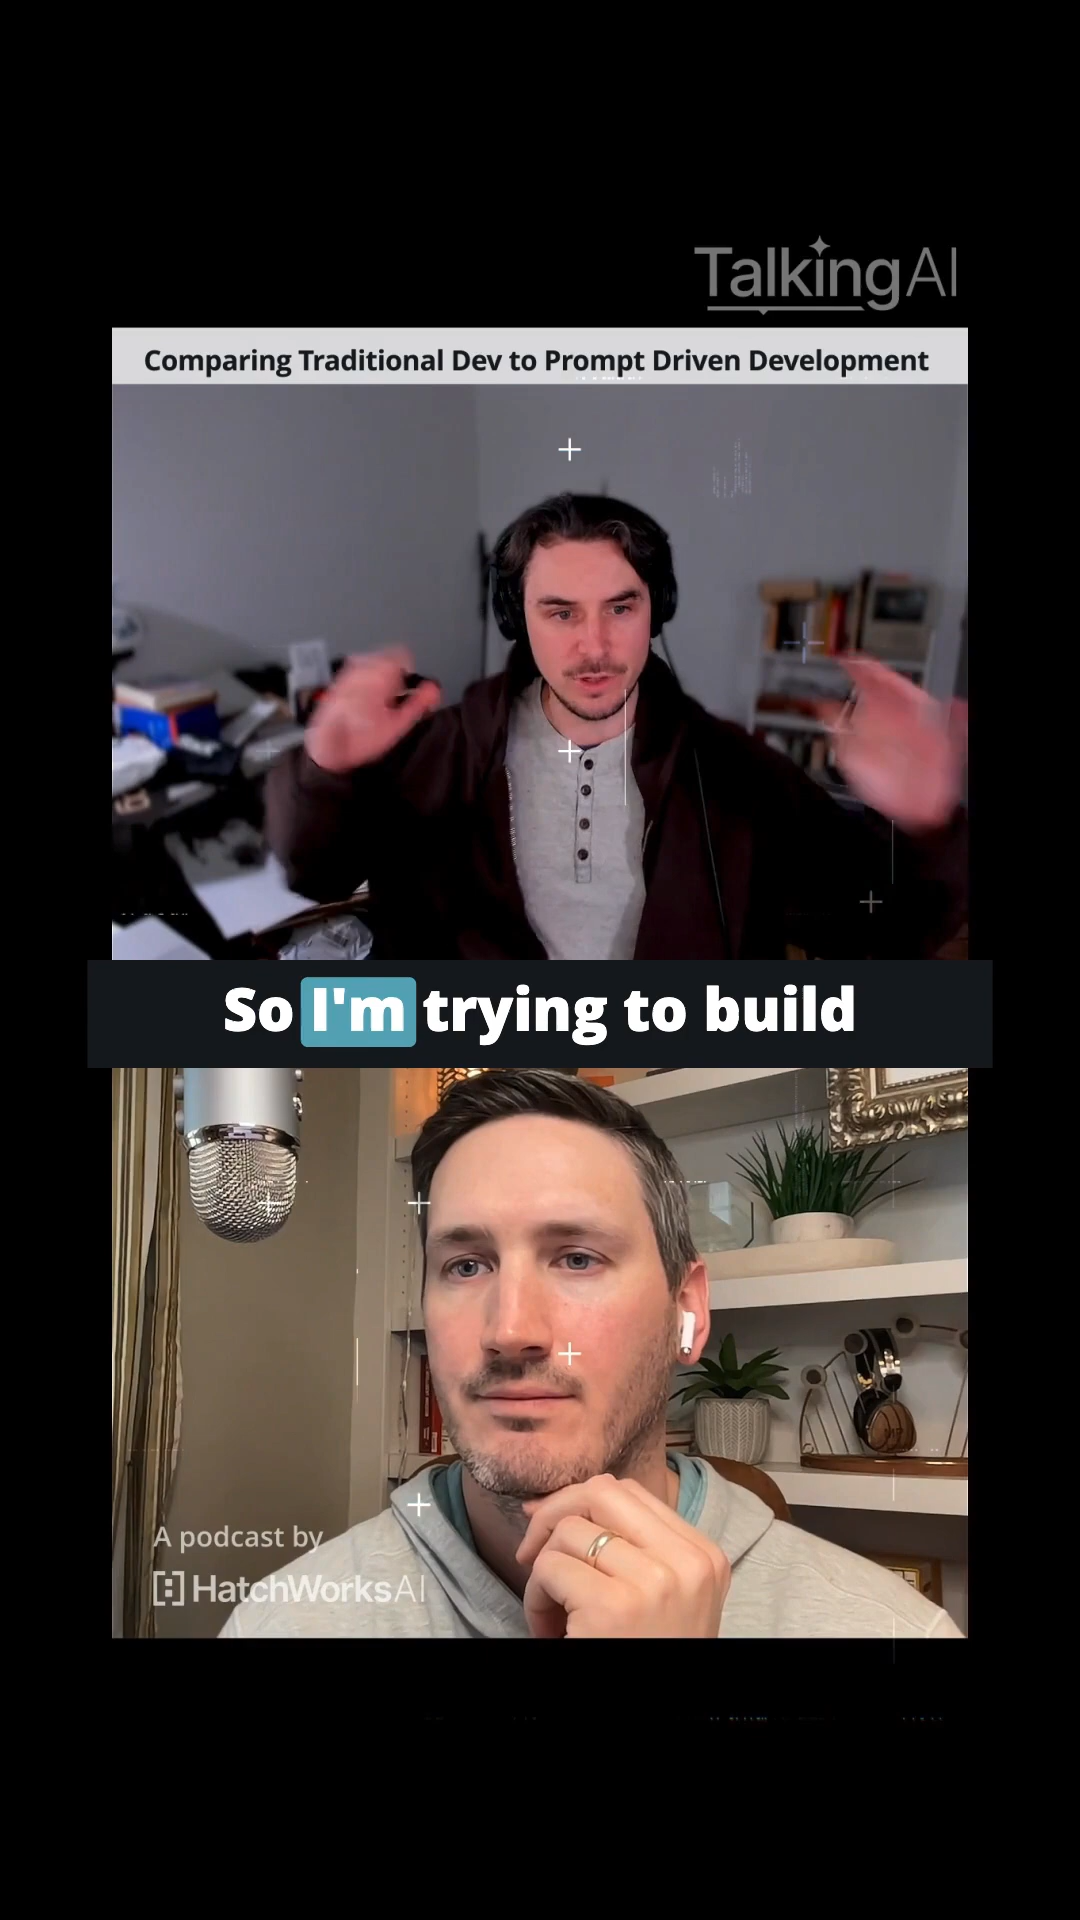 TalkingAI
Comparing Traditional Dev to Prompt Driven Development
So I'm trying to build
A podcast by
HatchWorksAI